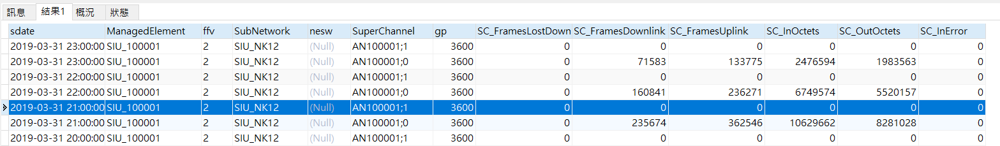 訊息 結果1 概況 狀態
sdate ManagedElement ffv SubNetwork nesw SuperChannel gp SC_FramesLostDown SC_FramesDownlink SC_FramesUplink SC_InOctets SC_OutOctets SC_InError
2019-03-31 23:00:00 SIU_100001 2 SIU_NK12 (Null) AN100001;1 3600 0 0 0 0 0 0
2019-03-31 23:00:00 SIU_100001 2 SIU_NK12 (Null) AN100001;0 3600 0 71583 133775 2476594 1983563 0
2019-03-31 22:00:00 SIU_100001 2 SIU_NK12 (Null) AN100001;1 3600 0 0 0 0 0 0
2019-03-31 22:00:00 SIU_100001 2 SIU_NK12 (Null) AN100001;0 3600 0 160841 236271 6749574 5520157 0
2019-03-31 21:00:00 SIU_100001 2 SIU_NK12 (Null) AN100001;1 3600 0 0 0 0 0 0
2019-03-31 21:00:00 SIU_100001 2 SIU_NK12 (Null) AN100001;0 3600 0 235674 362546 10629662 8281028 0
2019-03-31 20:00:00 SIU_100001 2 SIU_NK12 (Null) AN100001;1 3600 0 0 0 0 0 0